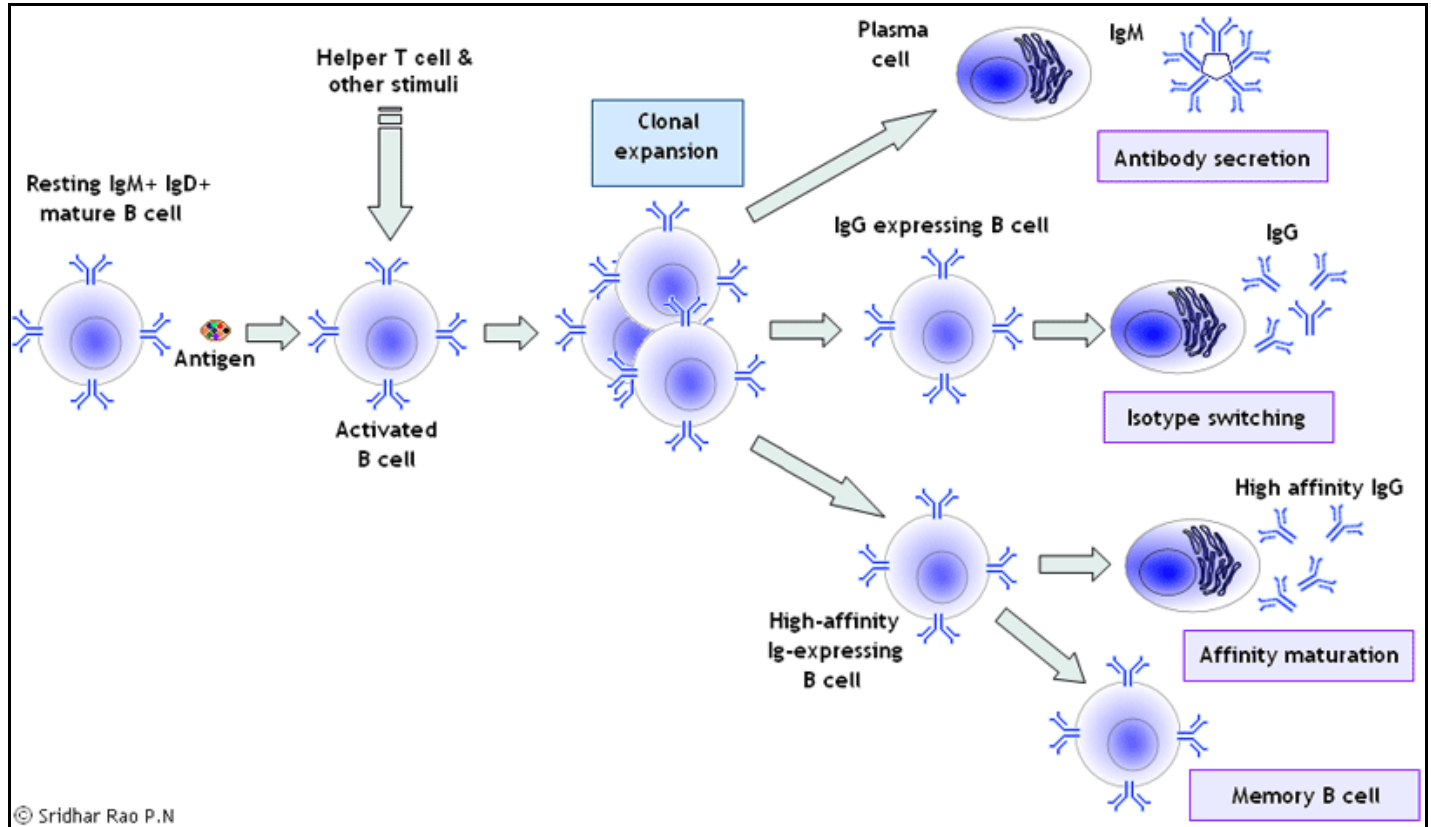 Helper T cell &
other stimuli
Resting IgM+ IgD+
mature B cell
Antigen
Activated
B cell
Clonal
expansion
Plasma
cell
IgM
Antibody secretion
IgG expressing B cell
IgG
Isotype switching
High-affinity
Ig-expressing
B cell
High affinity IgG
Affinity maturation
Memory B cell
© Sridhar Rao P.N